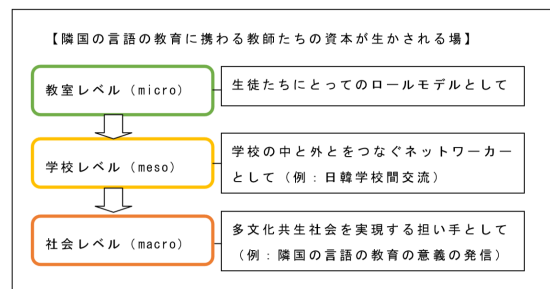 【隣国の言語の教育に携わる教師たちの資本が生かされる場】
教室レベル（micro）
生徒たちにとってのロールモデルとして
学校レベル（meso）
学校の中と外とをつなぐネットワーカー
として（例：日韓学校間交流）
社会レベル（macro）
多文化共生社会を実現する担い手として
（例：隣国の言語の教育の意義の発信）